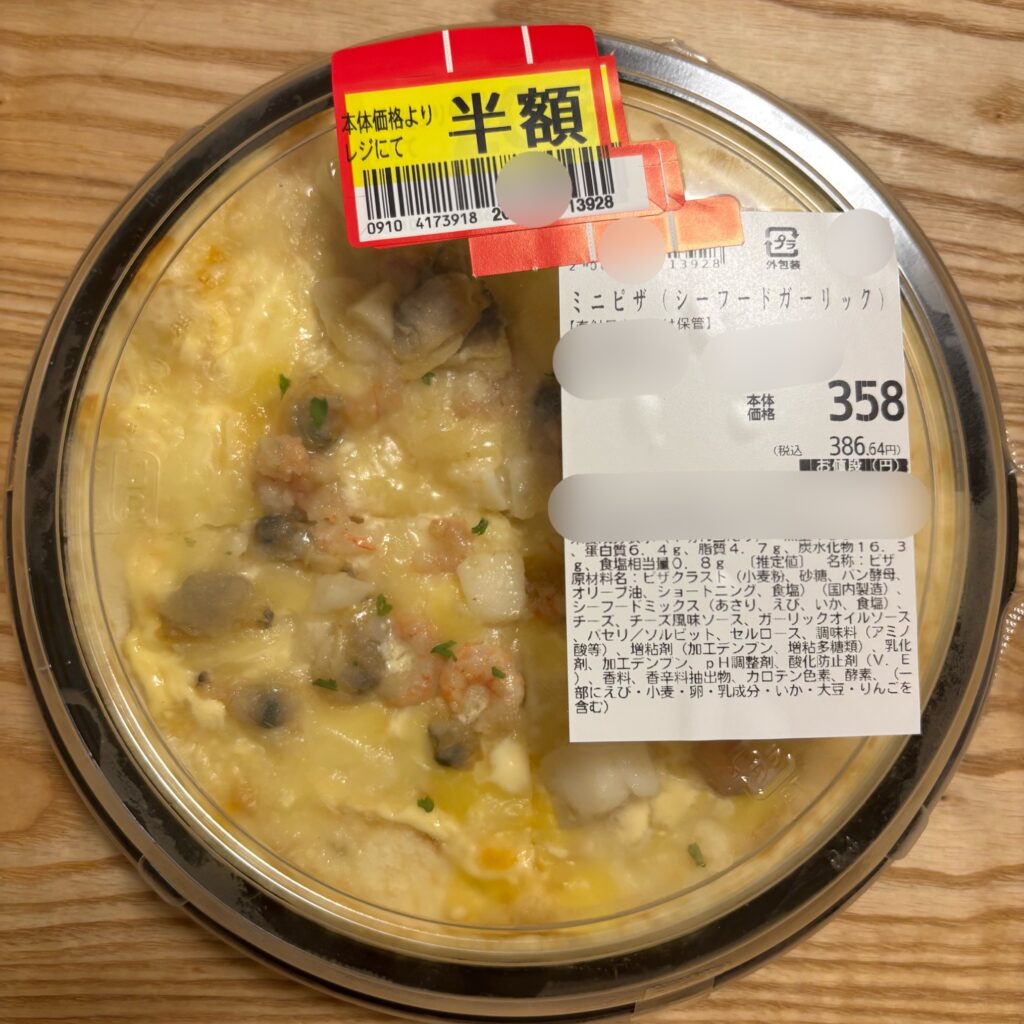 本体価格より
レジにて
半額
0910 4173918 2 13928
プラ
外包装
13928
ミニピザ(シーフードガーリック)
保管】
本体
価格
358
(税込 386.64円)
お値段(円)
、蛋白質6.4g、脂質4.7g、炭水化物16.3
g、食塩相当量0.8g 〔推定値〕 名称:ピザ
原材料名:ピザクラスト(小麦粉、砂糖、パン酵母、
オリーブ油、ショートニング、食塩)(国内製造)、
シーフードミックス(あさり、えび、いか、食塩)、
チーズ、チーズ風味ソース、ガーリックオイルソース
、パセリ/ソルビット、セルロース、調味料(アミノ
酸等)、増粘剤(加工デンプン、増粘多糖類)、乳化
剤、加工デンプン、pH調整剤、酸化防止剤(V.E
)、香料、香辛料抽出物、カロテン色素、酵素、(一
部にえび・小麦・卵・乳成分・いか・大豆・りんごを
含む)